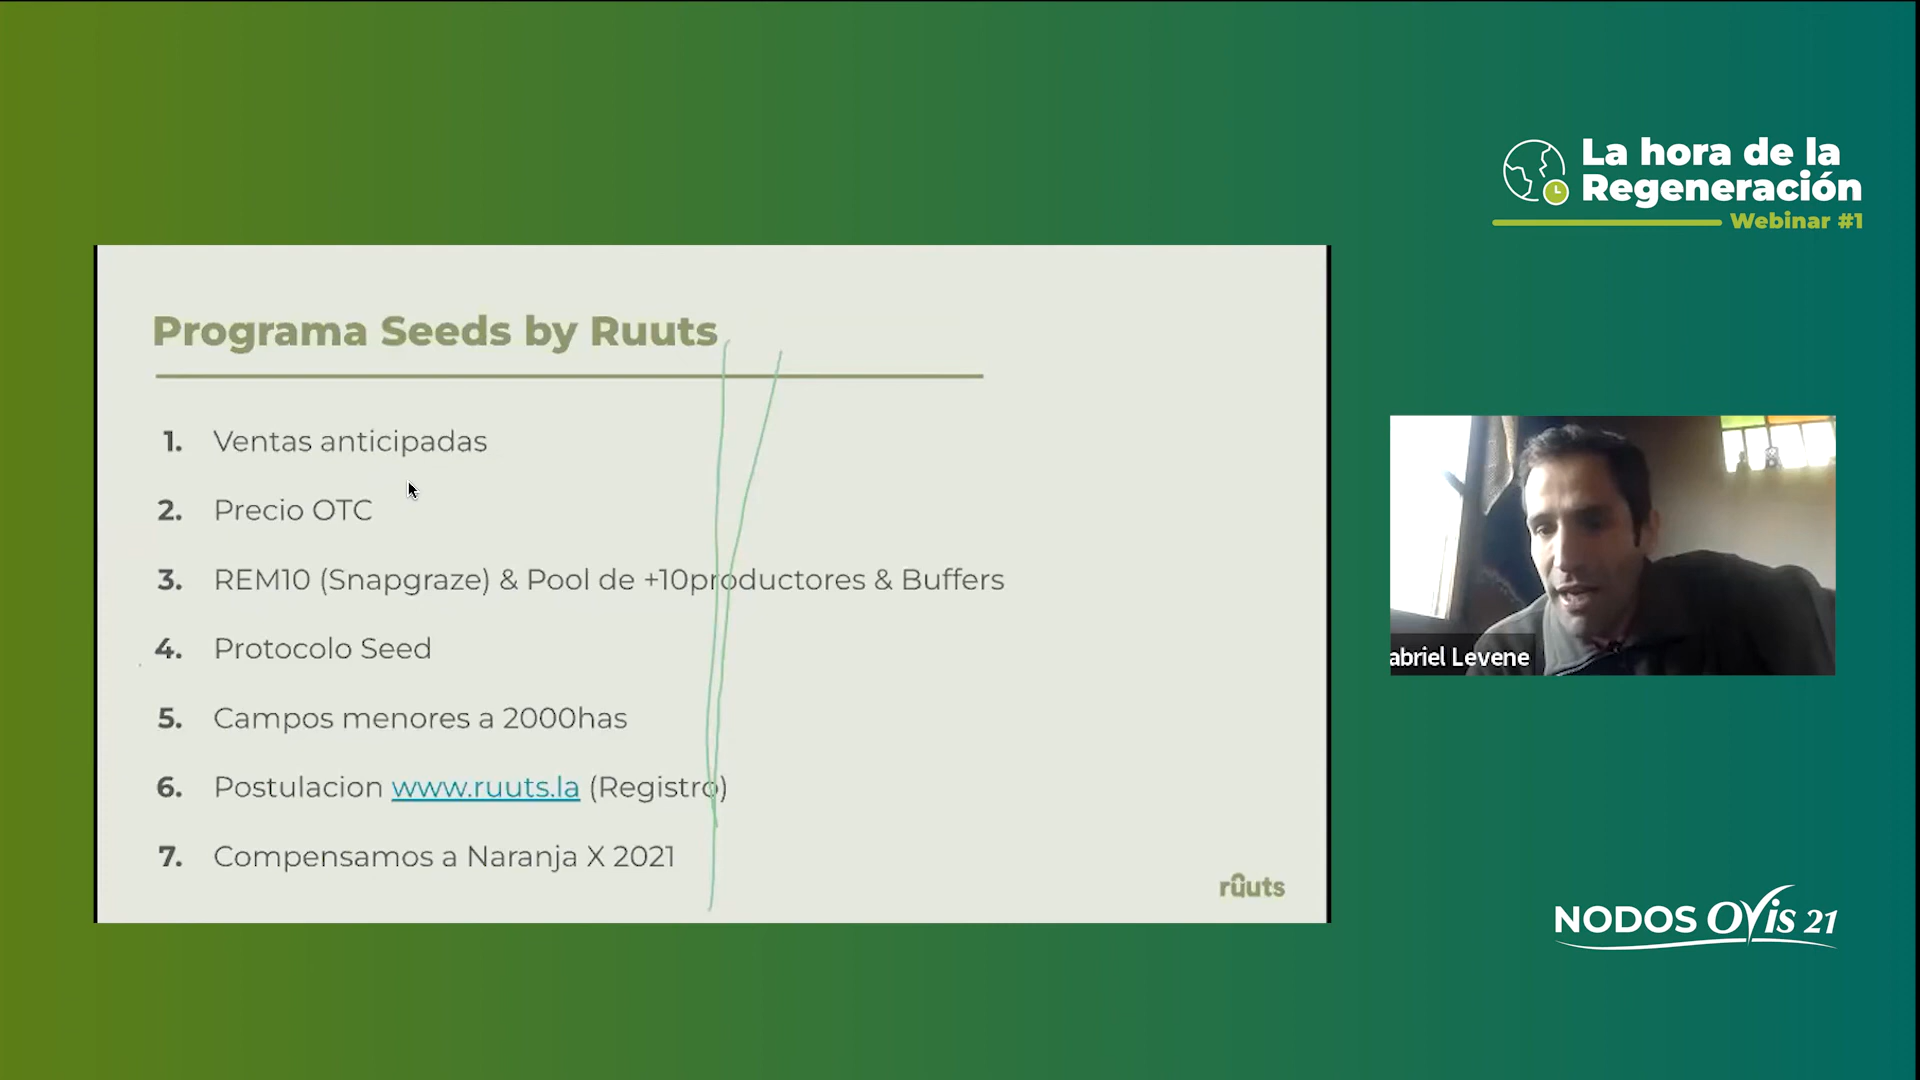 La hora de la
Regeneración
Webinar #1
Programa Seeds by Ruuts
1. Ventas anticipadas
2. Precio OTC
3. REM10 (Snapgraze) & Pool de +10productores & Buffers
4. Protocolo Seed
5. Campos menores a 2000has
6. Postulacion www.ruuts.la (Registro)
7. Compensamos a Naranja X 2021
ruuts
abriel Levene
NODOS Ovis 21